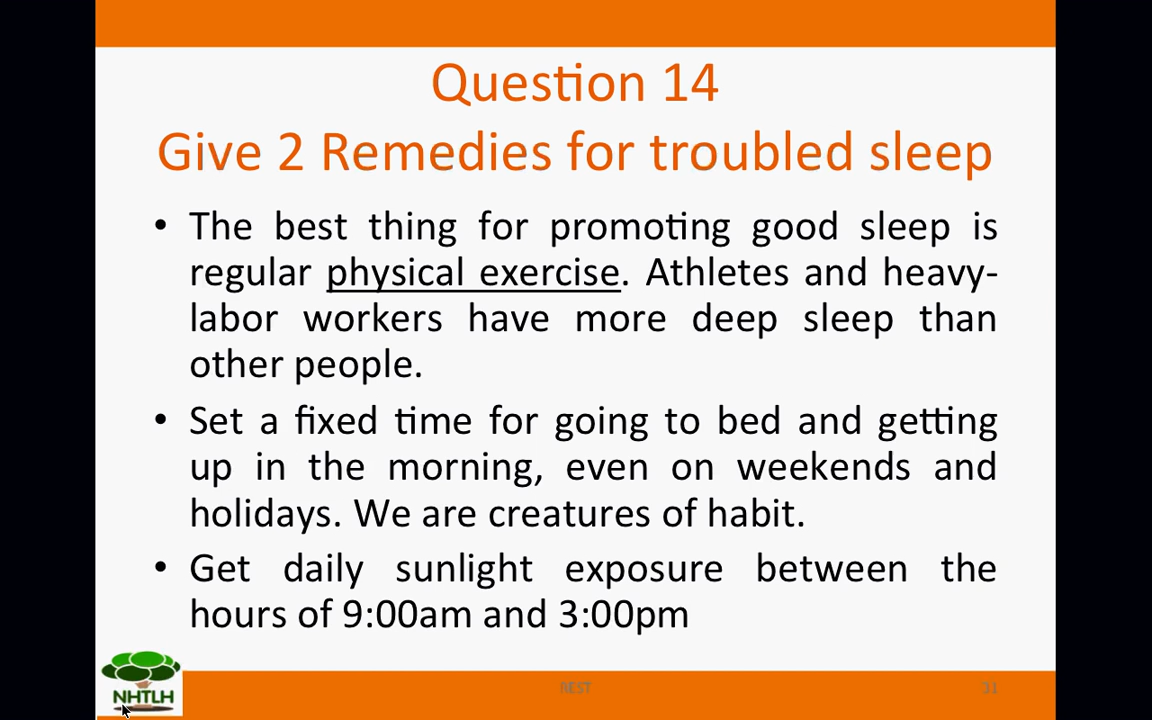 Question 14
Give 2 Remedies for troubled sleep
• The best thing for promoting good sleep is
regular physical exercise. Athletes and heavy-
labor workers have more deep sleep than
other people.
• Set a fixed time for going to bed and getting
up in the morning, even on weekends and
holidays. We are creatures of habit.
• Get daily sunlight exposure between the
hours of 9:00am and 3:00pm
NHTLH
REST
31